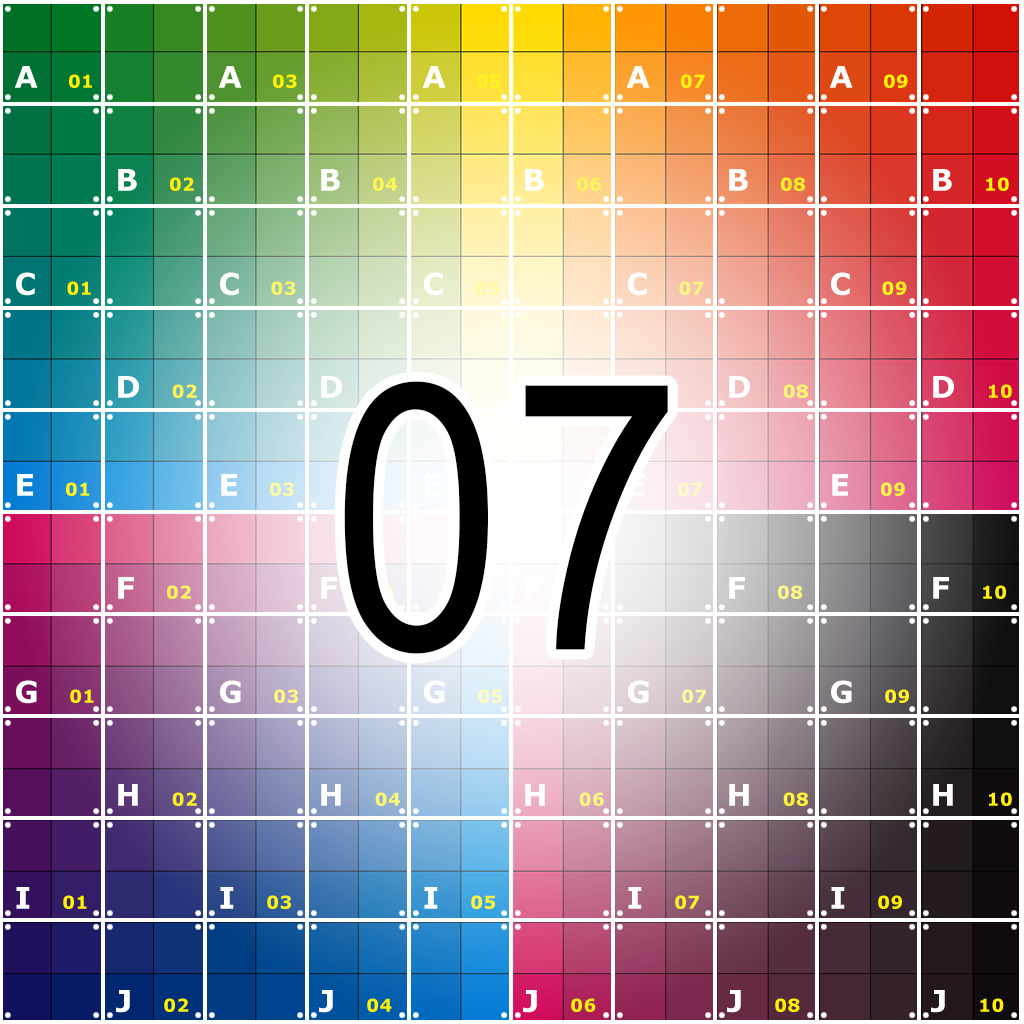 A 01 A 03 A 05 A 07 A 09
B 02 B 04 B 06 B 08 B 10
C 01 C 03 C 05 C 07 C 09
D 02 D D 08 D 10
07
E 01 E 03 E E 07 E 09
F 02 F F F 08 F 10
G 01 G 03 G 05 G 07 G 09
H 02 H 04 H 06 H 08 H 10
I 01 I 03 I 05 I 07 I 09
J 02 J 04 J 06 J 08 J 10